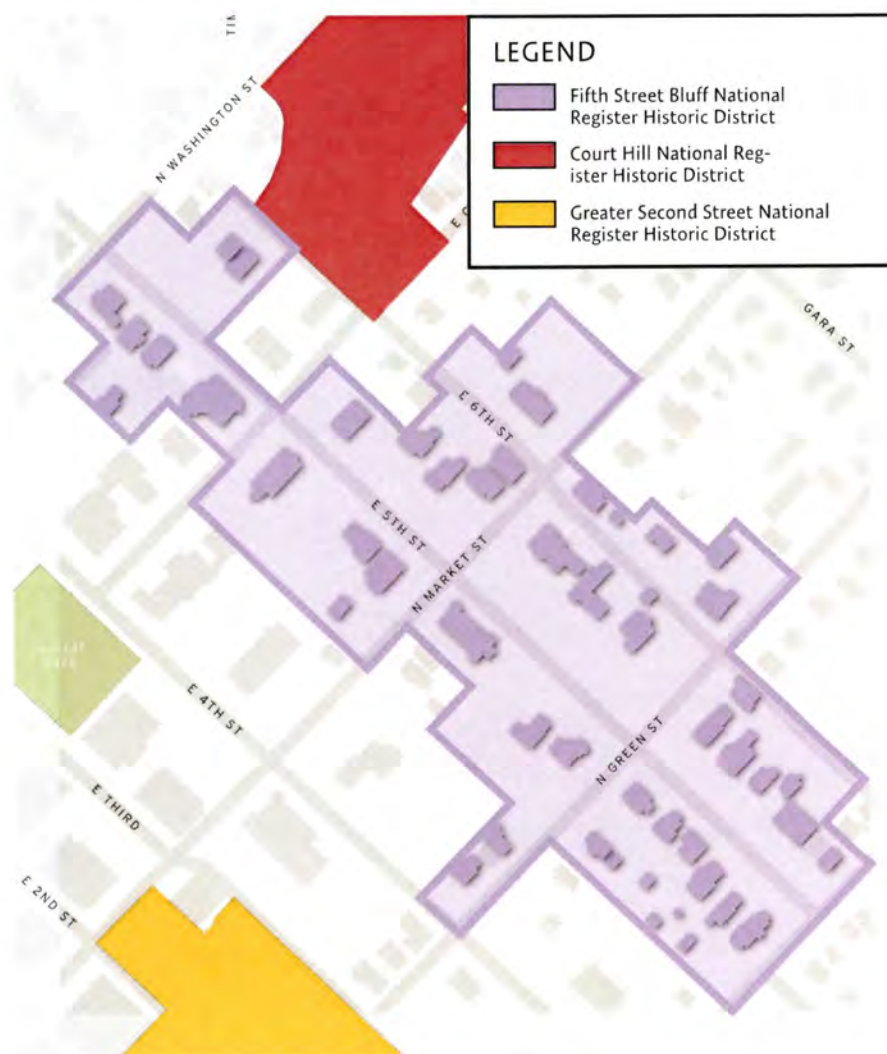 N WASHINGTON ST
LEGEND
Fifth Street Bluff National
Register Historic District
Court Hill National Reg-
ister Historic District
Greater Second Street National
Register Historic District
GARA ST
E 6TH ST
E 5TH ST
N MARKET ST
E 4TH ST
N GREEN ST
E THIRD
E 2ND ST